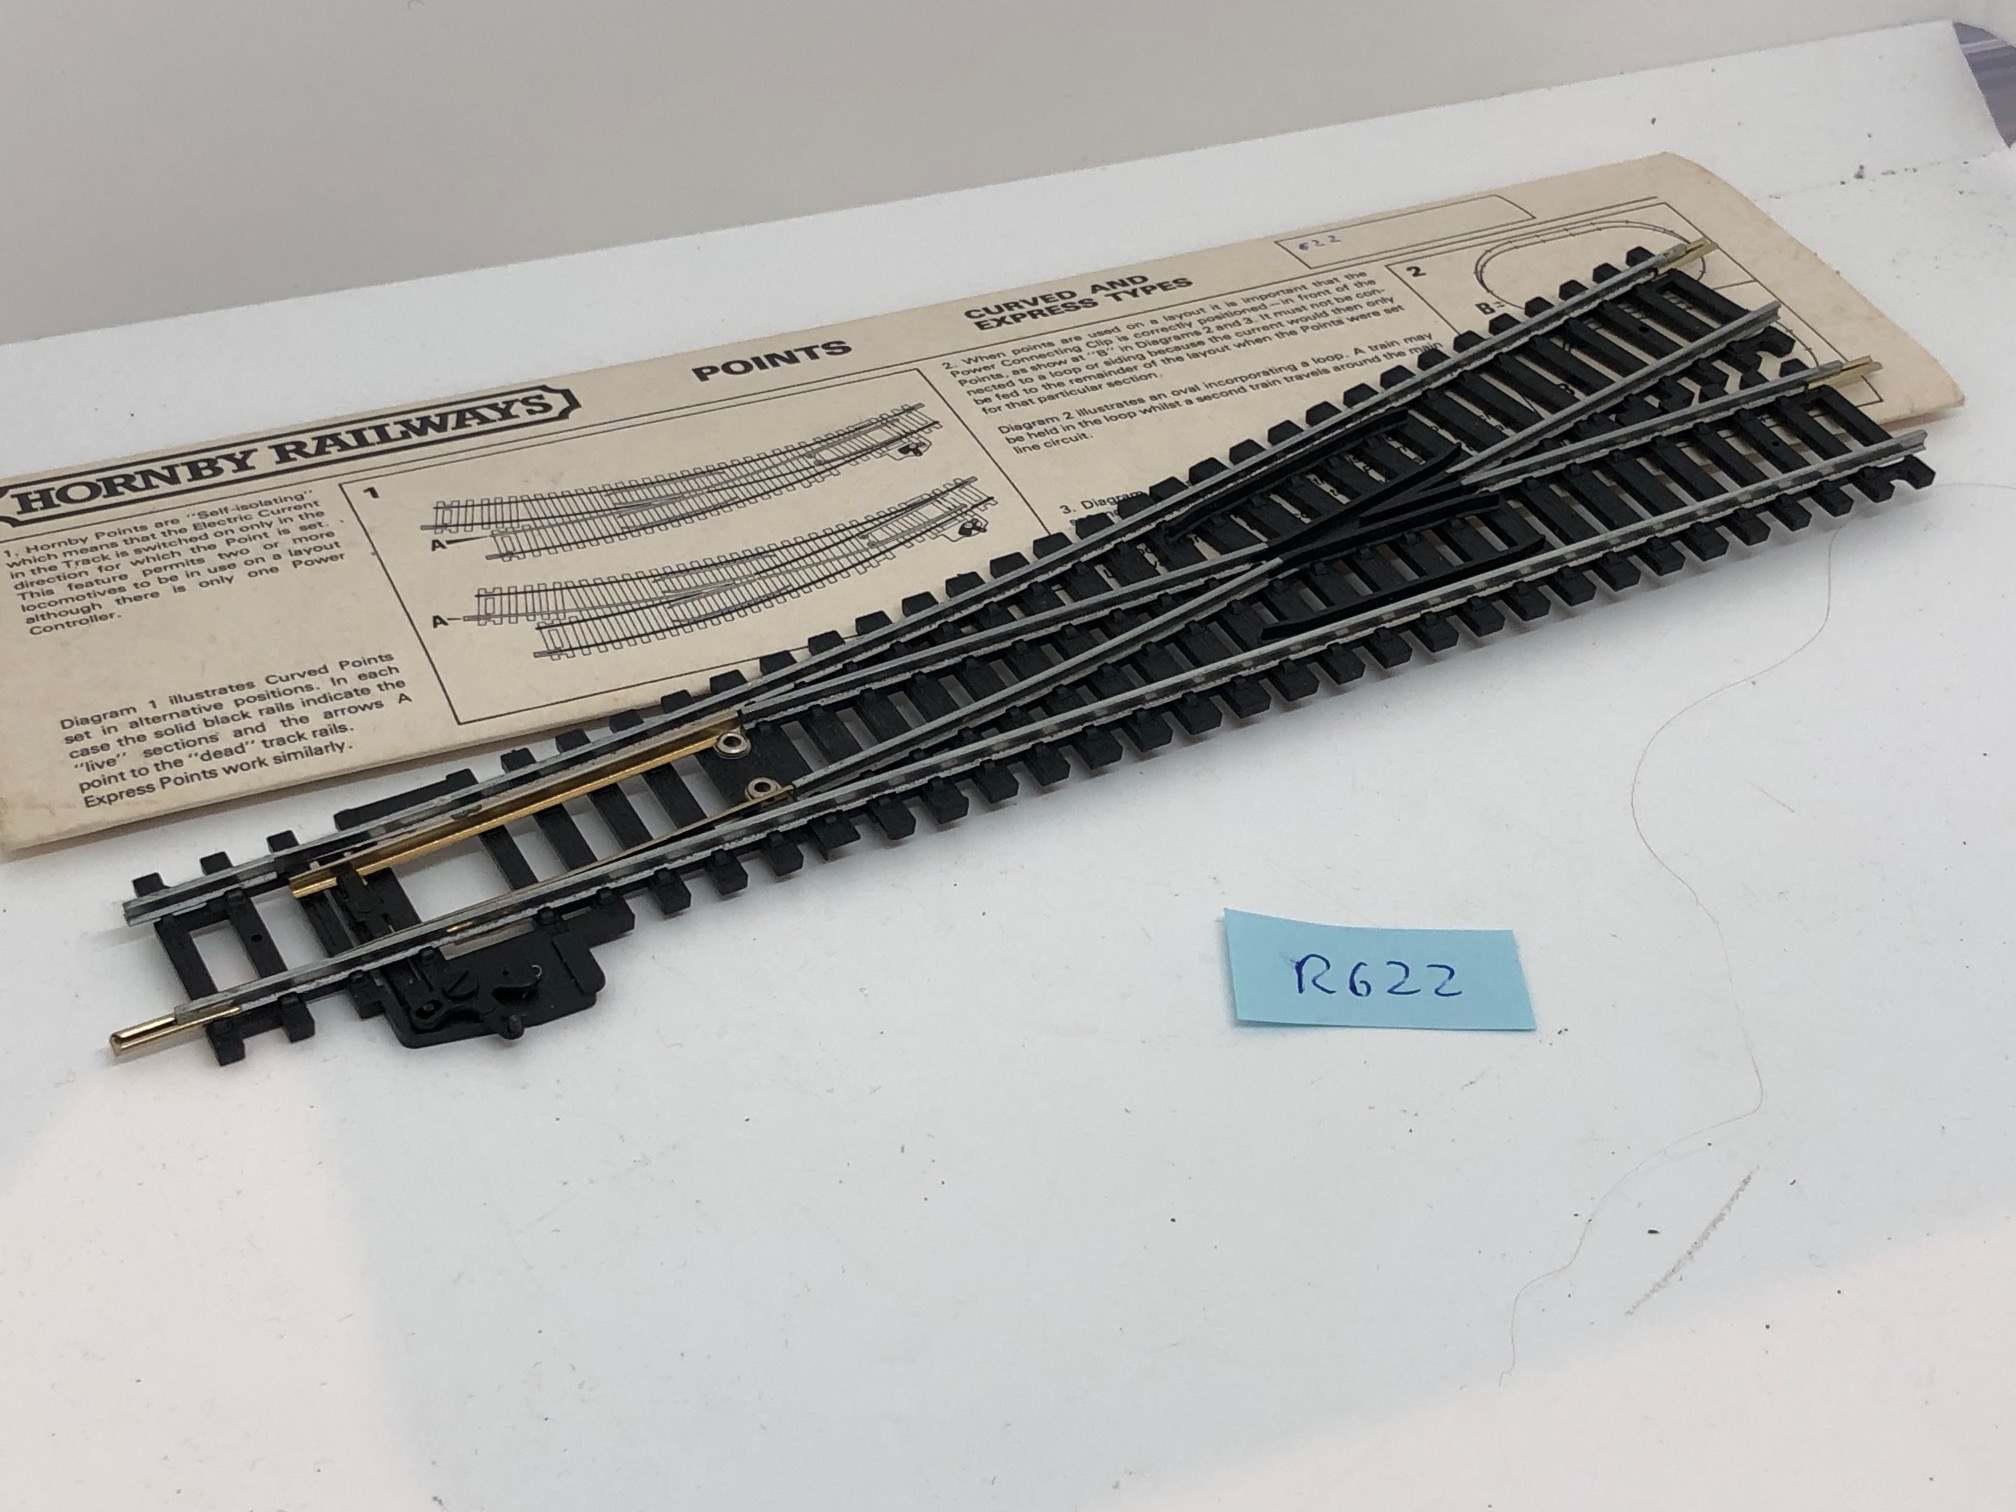 HORNBY RAILWAYS
POINTS
CURVED AND
EXPRESS TYPES
622
1. Hornby Points are "Self-isolating"
which means that the Electric Current
in the Track is switched on only in the
direction for which the Point is set.
This feature permits two or more
locomotives to be in use on a layout
although there is only one Power
Controller.
Diagram 1 illustrates Curved Points
set in alternative positions. In each
case the solid black rails indicate the
"live" sections and the arrows A
point to the "dead" track rails.
Express Points work similarly.
1
A
A
2. When points are used on a layout it is important that the
Power Connecting Clip is correctly positioned—in front of the
Points, as show at "B" in Diagrams 2 and 3. It must not be con-
nected to a loop or siding because the current would then only
be fed to the remainder of the layout when the Points were set
for that particular section.
Diagram 2 illustrates an oval incorporating a loop. A train may
be held in the loop whilst a second train travels around the main
line circuit.
3. Diagram
2
B
R622